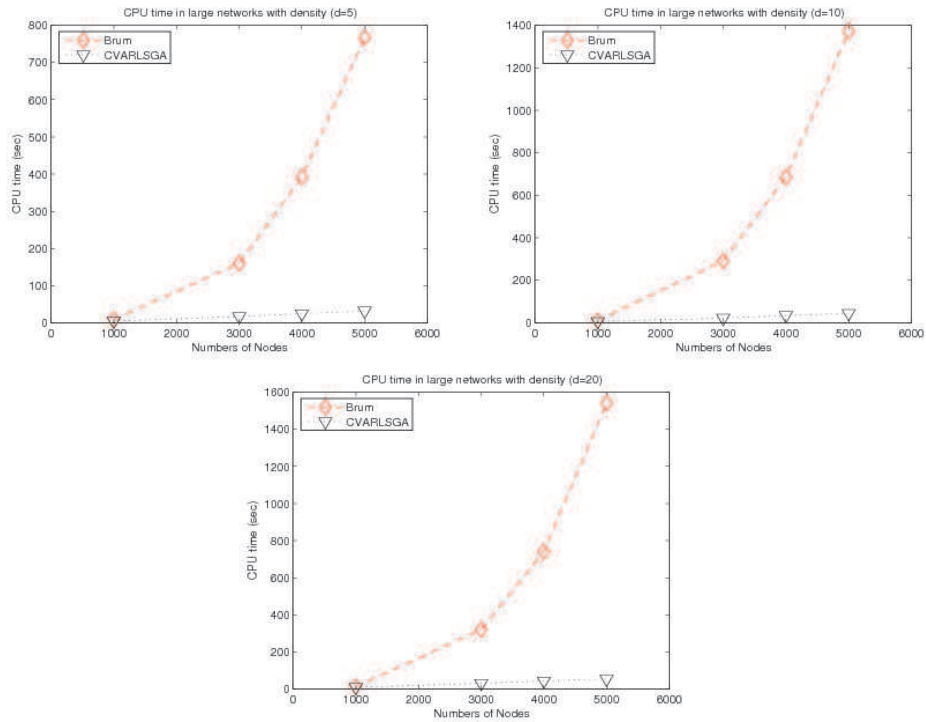 CPU time in large networks with density (d=5)
800
700
600
500
400
300
200
100
0
CPU time (sec)
Brum
CVARLSGA
0 1000 2000 3000 4000 5000 6000
Numbers of Nodes
CPU time in large networks with density (d=10)
1400
1200
1000
800
600
400
200
0
CPU time (sec)
Brum
CVARLSGA
0 1000 2000 3000 4000 5000 6000
Numbers of Nodes
CPU time in large networks with density (d=20)
1600
1400
1200
1000
800
600
400
200
0
CPU time (sec)
Brum
CVARLSGA
0 1000 2000 3000 4000 5000 6000
Numbers of Nodes